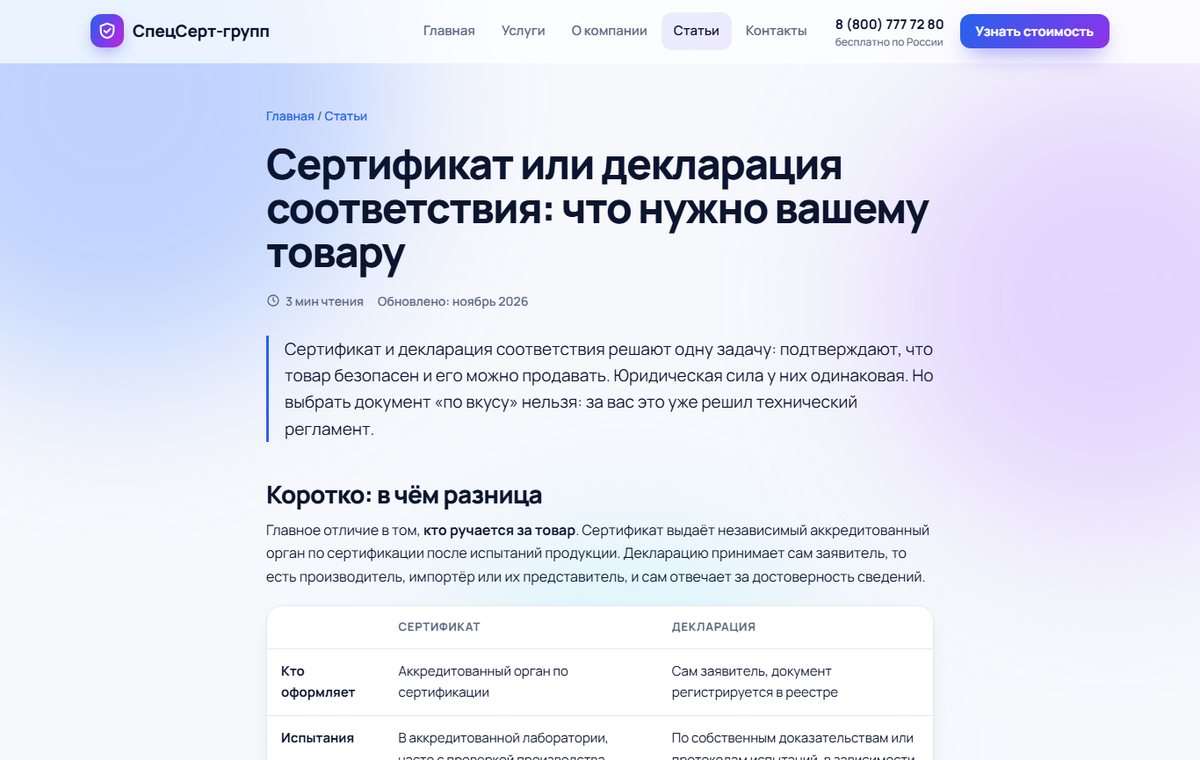 СпецСерт-групп
Главная
Услуги
О компании
Статьи
Контакты
8 (800) 777 72 80
бесплатно по России
Узнать стоимость
Главная / Статьи
Сертификат или декларация
соответствия: что нужно вашему
товару
3 мин чтения Обновлено: ноябрь 2026
Сертификат и декларация соответствия решают одну задачу: подтверждают, что
товар безопасен и его можно продавать. Юридическая сила у них одинаковая. Но
выбрать документ «по вкусу» нельзя: за вас это уже решил технический
регламент.
Коротко: в чём разница
Главное отличие в том, кто ручается за товар. Сертификат выдаёт независимый аккредитованный
орган по сертификации после испытаний продукции. Декларацию принимает сам заявитель, то
есть производитель, импортёр или их представитель, и сам отвечает за достоверность сведений.
СЕРТИФИКАТ
ДЕКЛАРАЦИЯ
Кто
оформляет
Аккредитованный орган по
сертификации
Сам заявитель, документ
регистрируется в реестре
Испытания
В аккредитованной лаборатории,
часто с проверкой производства
По собственным доказательствам или
протоколам испытаний, в зависимости